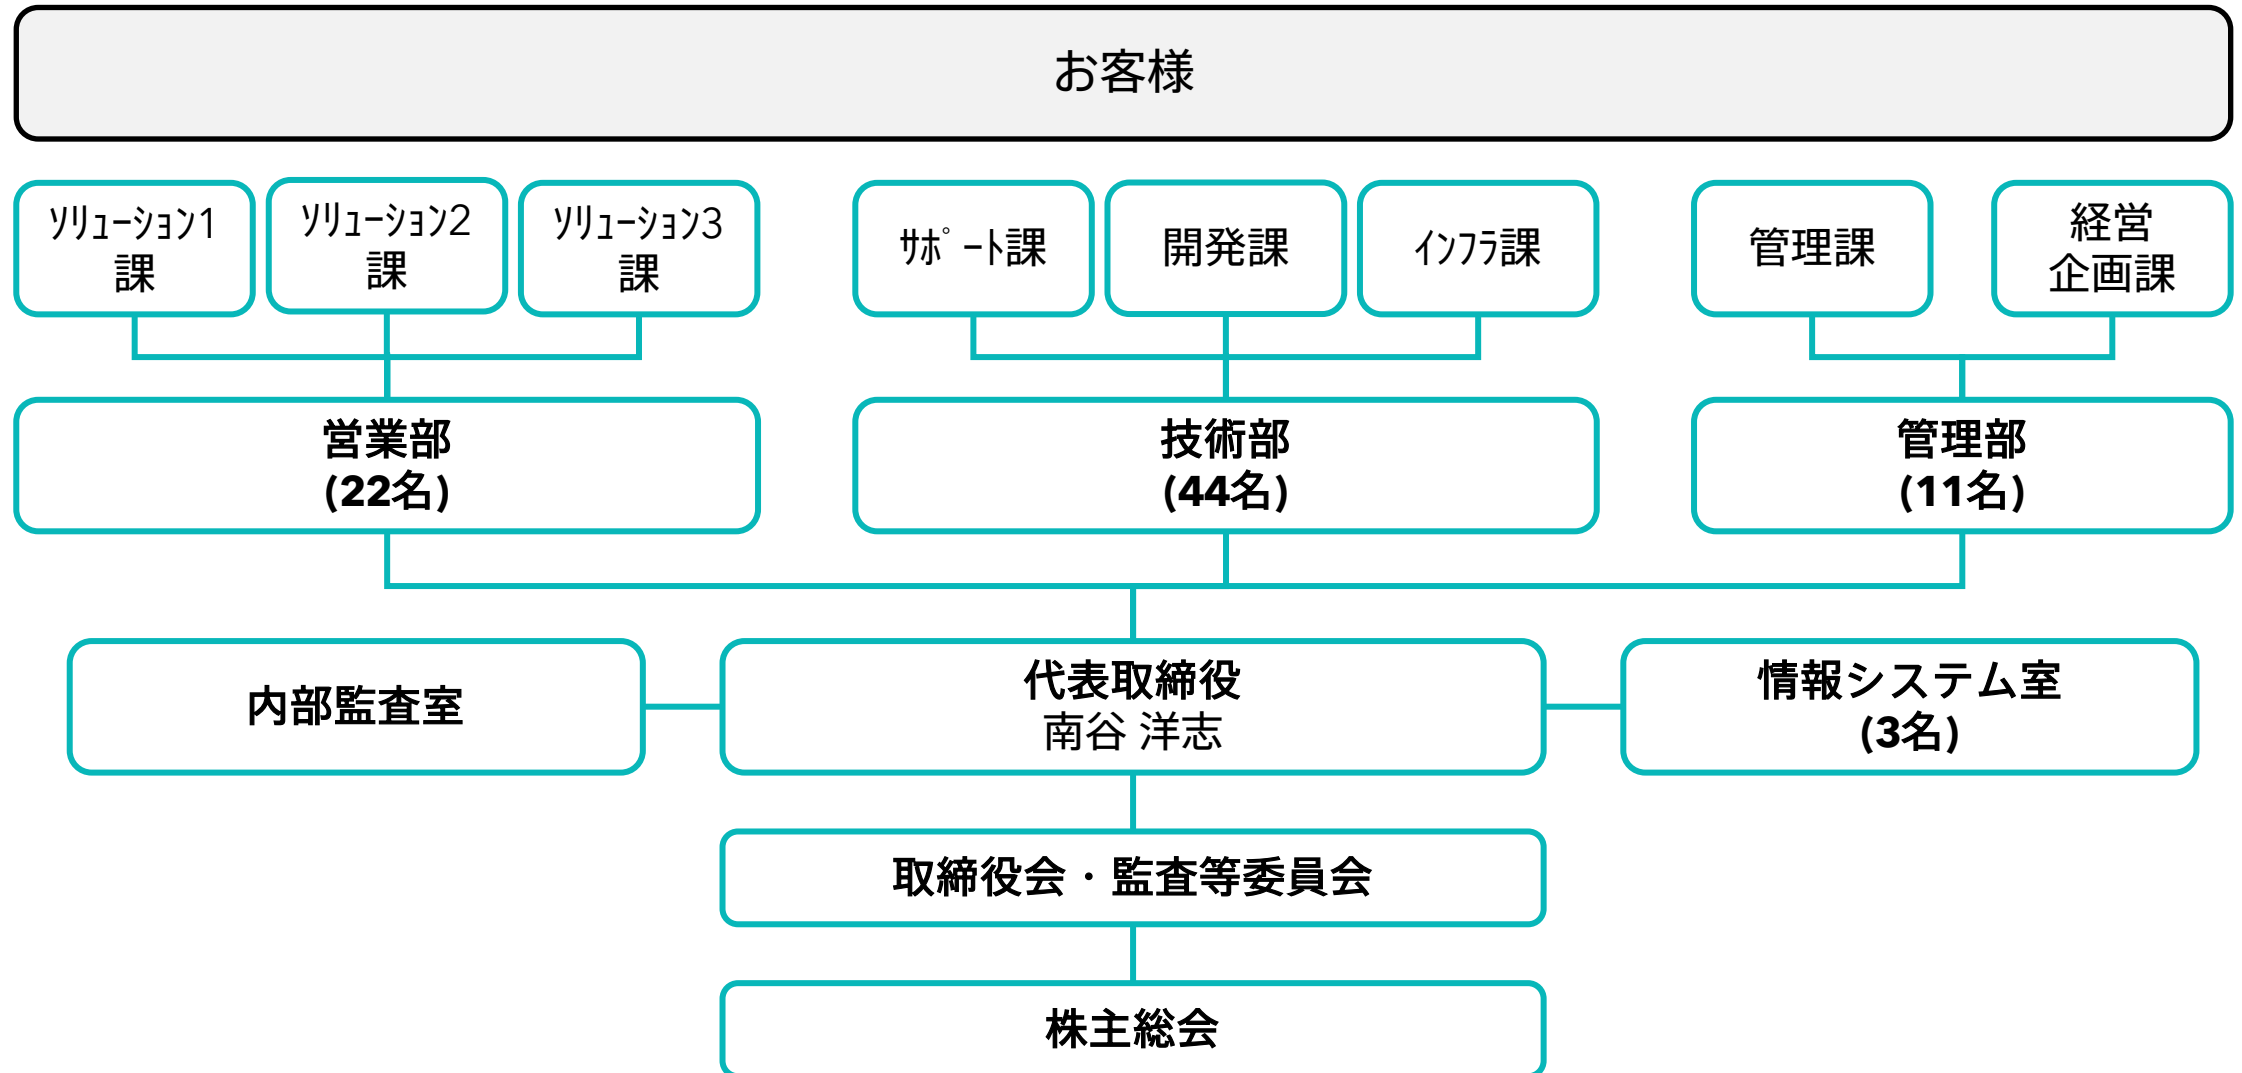 お客様
ｿﾘｭｰｼｮﾝ1
課
ｿﾘｭｰｼｮﾝ2
課
ｿﾘｭｰｼｮﾝ3
課
ｻﾎﾟｰﾄ課
開発課
ｲﾝﾌﾗ課
管理課
経営
企画課
営業部
(22名)
技術部
(44名)
管理部
(11名)
内部監査室
代表取締役
南谷 洋志
情報システム室
(3名)
取締役会・監査等委員会
株主総会